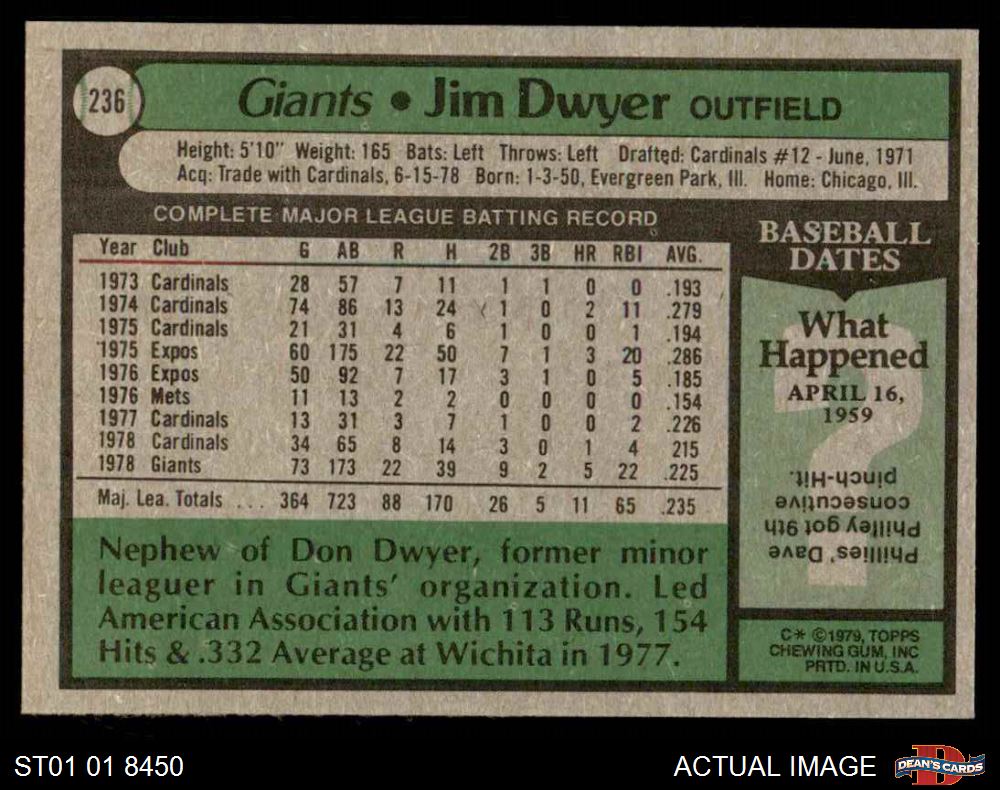 236
Giants • Jim Dwyer OUTFIELD
Height: 5'10" Weight: 165 Bats: Left Throws: Left Drafted: Cardinals #12 - June, 1971
Acq: Trade with Cardinals, 6-15-78 Born: 1-3-50, Evergreen Park, Ill. Home: Chicago, Ill.
COMPLETE MAJOR LEAGUE BATTING RECORD
Year Club G AB R H 2B 3B HR RBI AVG.
1973 Cardinals 28 57 7 11 1 1 0 0 .193
1974 Cardinals 74 86 13 24 1 0 2 11 .279
1975 Cardinals 21 31 4 6 1 0 0 1 .194
1975 Expos 60 175 22 50 7 1 3 20 .286
1976 Expos 50 92 7 17 3 1 0 5 .185
1976 Mets 11 13 2 2 0 0 0 0 .154
1977 Cardinals 13 31 3 7 1 0 0 2 .226
1978 Cardinals 34 65 8 14 3 0 1 4 215
1978 Giants 73 173 22 39 9 2 5 22 .225
Maj. Lea. Totals ... 364 723 88 170 26 5 11 65 .235
Nephew of Don Dwyer, former minor
leaguer in Giants' organization. Led
American Association with 113 Runs, 154
Hits & .332 Average at Wichita in 1977.
BASEBALL
DATES
What
Happened
APRIL 16,
1959
?
Phillies' Dave
Philley got 9th
consecutive
pinch-Hit.
C* ©1979, TOPPS
CHEWING GUM, INC
PRTD. IN U.S.A.
ST01 01 8450
ACTUAL IMAGE
D
DEAN'S CARDS